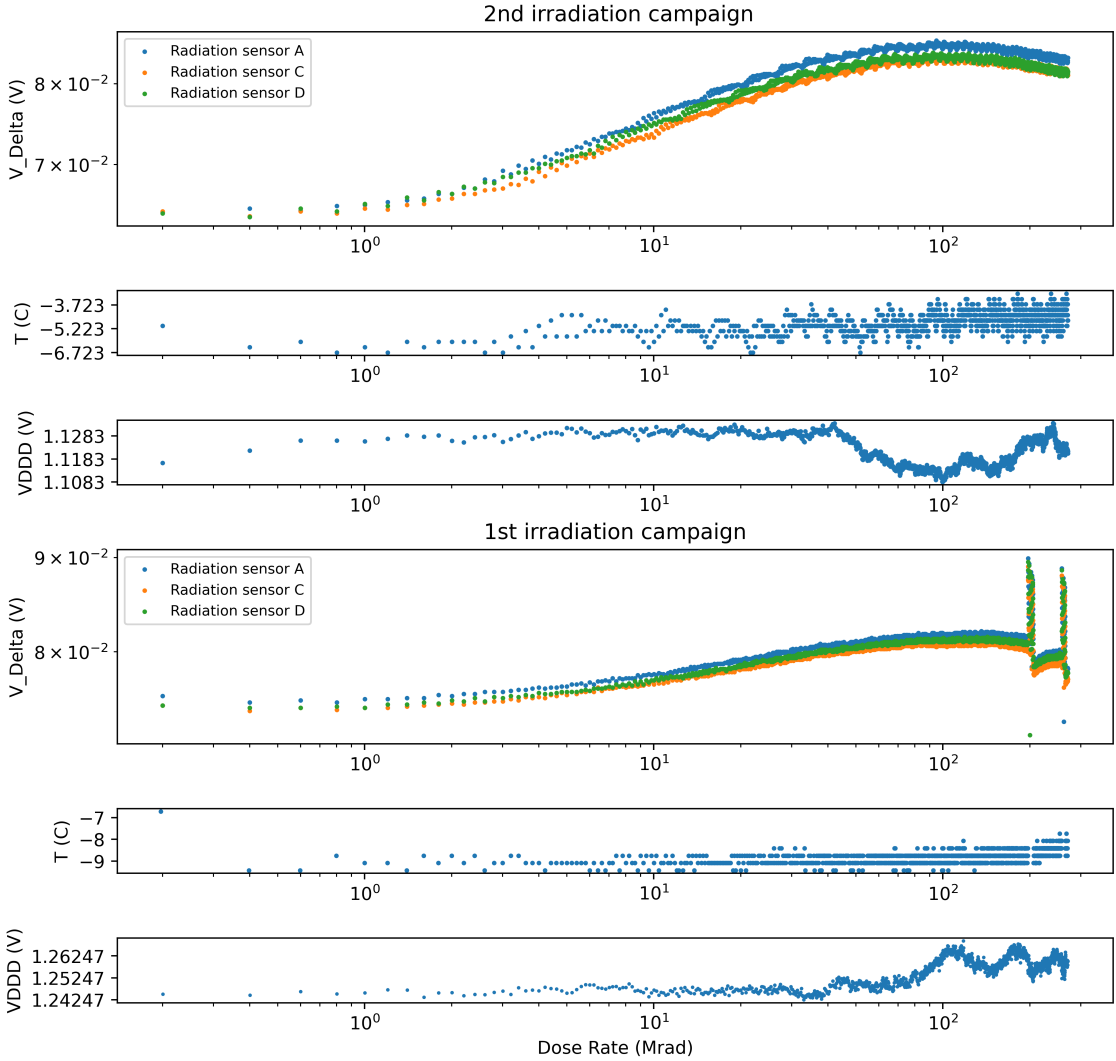 2nd irradiation campaign
V_Delta (V)
8 × 10⁻²
7 × 10⁻²
Radiation sensor A
Radiation sensor C
Radiation sensor D
10⁰ 10¹ 10²
T (C)
−3.723
−5.223
−6.723
10⁰ 10¹ 10²
VDDD (V)
1.1283
1.1183
1.1083
10⁰ 10¹ 10²
1st irradiation campaign
V_Delta (V)
9 × 10⁻²
8 × 10⁻²
Radiation sensor A
Radiation sensor C
Radiation sensor D
10⁰ 10¹ 10²
T (C)
−7
−8
−9
10⁰ 10¹ 10²
VDDD (V)
1.26247
1.25247
1.24247
10⁰ 10¹ 10²
Dose Rate (Mrad)